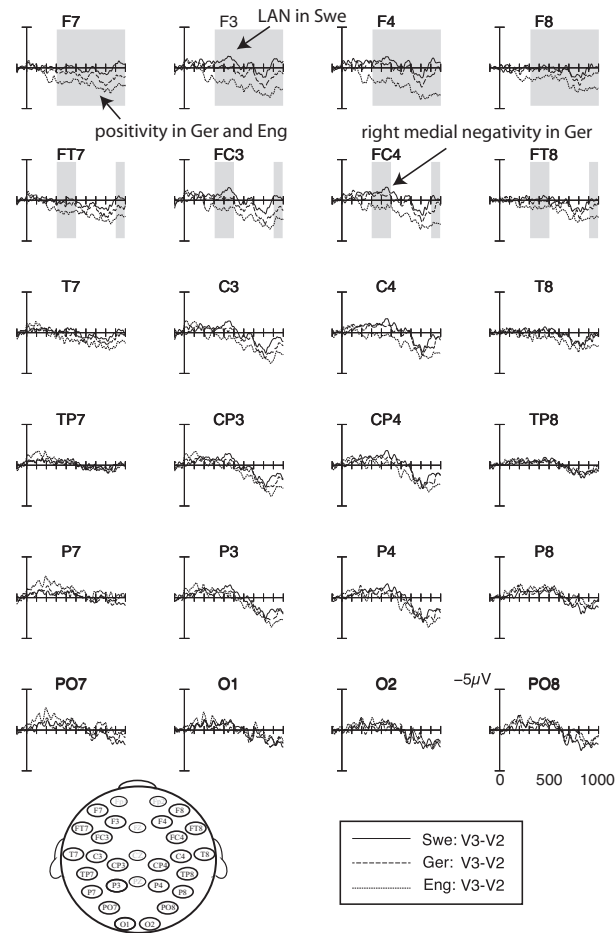 LAN in Swe
F7 F3 F4 F8
positivity in Ger and Eng right medial negativity in Ger
FT7 FC3 FC4 FT8
T7 C3 C4 T8
TP7 CP3 CP4 TP8
P7 P3 P4 P8
PO7 O1 O2 −5μV PO8
0 500 1000
F7 F8
F3 F4
FT7 FT8
FC3 FC4
T7 C3 C4 T8
CP3 CP4
TP7 TP8
P7 P3 P4 P8
PO7 PO8
O1 O2
Swe: V3-V2
Ger: V3-V2
Eng: V3-V2